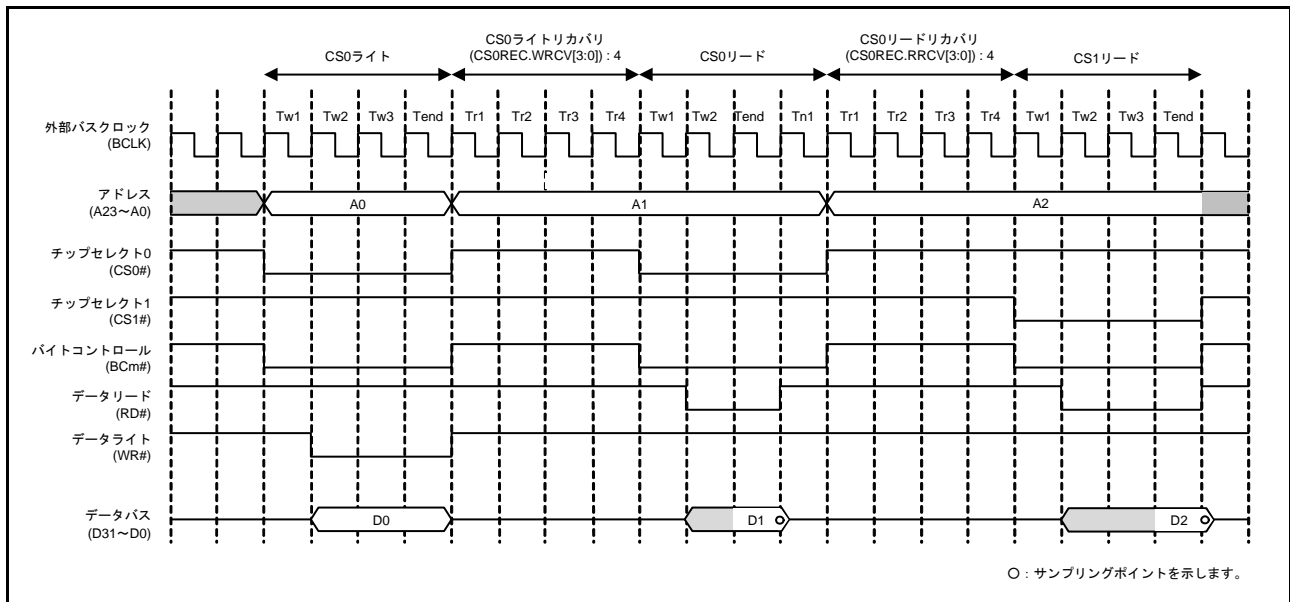 CS0ライト
CS0ライトリカバリ
(CS0REC.WRCV[3:0]) : 4
CS0リード
CS0リードリカバリ
(CS0REC.RRCV[3:0]) : 4
CS1リード
Tw1 Tw2 Tw3 Tend Tr1 Tr2 Tr3 Tr4 Tw1 Tw2 Tend Tn1 Tr1 Tr2 Tr3 Tr4 Tw1 Tw2 Tw3 Tend
外部バスクロック
(BCLK)
アドレス
(A23～A0)
A0 A1 A2
チップセレクト0
(CS0#)
チップセレクト1
(CS1#)
バイトコントロール
(BCm#)
データリード
(RD#)
データライト
(WR#)
データバス
(D31～D0)
D0 D1 D2
○：サンプリングポイントを示します。